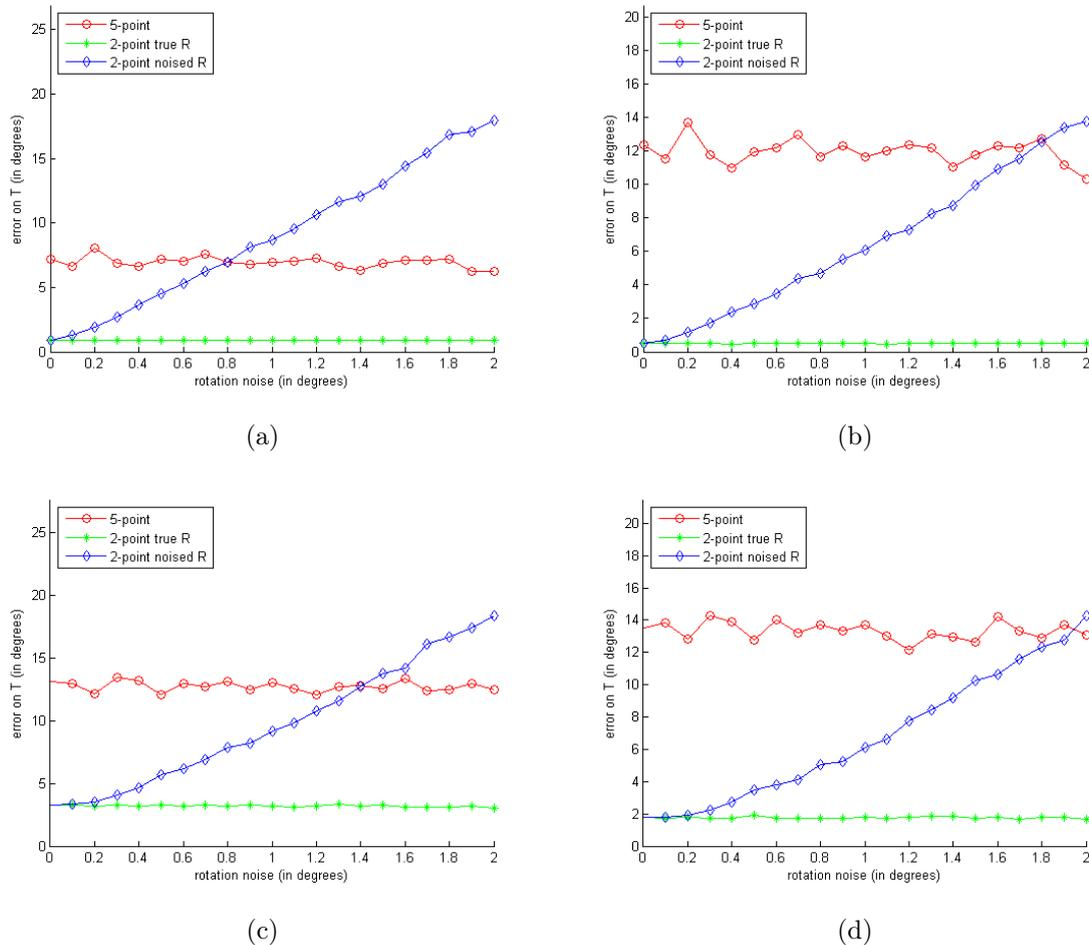 5-point
2-point true R
2-point noised R
error on T (in degrees)
25
20
15
10
5
0
0 0.2 0.4 0.6 0.8 1 1.2 1.4 1.6 1.8 2
rotation noise (in degrees)
(a)
5-point
2-point true R
2-point noised R
error on T (in degrees)
20
18
16
14
12
10
8
6
4
2
0
0 0.2 0.4 0.6 0.8 1 1.2 1.4 1.6 1.8 2
rotation noise (in degrees)
(b)
5-point
2-point true R
2-point noised R
error on T (in degrees)
25
20
15
10
5
0
0 0.2 0.4 0.6 0.8 1 1.2 1.4 1.6 1.8 2
rotation noise (in degrees)
(c)
5-point
2-point true R
2-point noised R
error on T (in degrees)
20
18
16
14
12
10
8
6
4
2
0
0 0.2 0.4 0.6 0.8 1 1.2 1.4 1.6 1.8 2
rotation noise (in degrees)
(d)